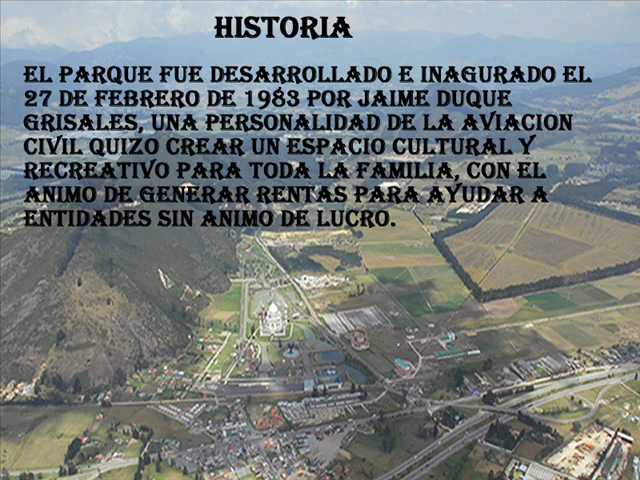 HISTORIA
EL PARQUE FUE DESARROLLADO E INAGURADO EL
27 DE FEBRERO DE 1983 POR JAIME DUQUE
GRISALES, UNA PERSONALIDAD DE LA AVIACION
CIVIL QUIZO CREAR UN ESPACIO CULTURAL Y
RECREATIVO PARA TODA LA FAMILIA, CON EL
ANIMO DE GENERAR RENTAS PARA AYUDAR A
ENTIDADES SIN ANIMO DE LUCRO.